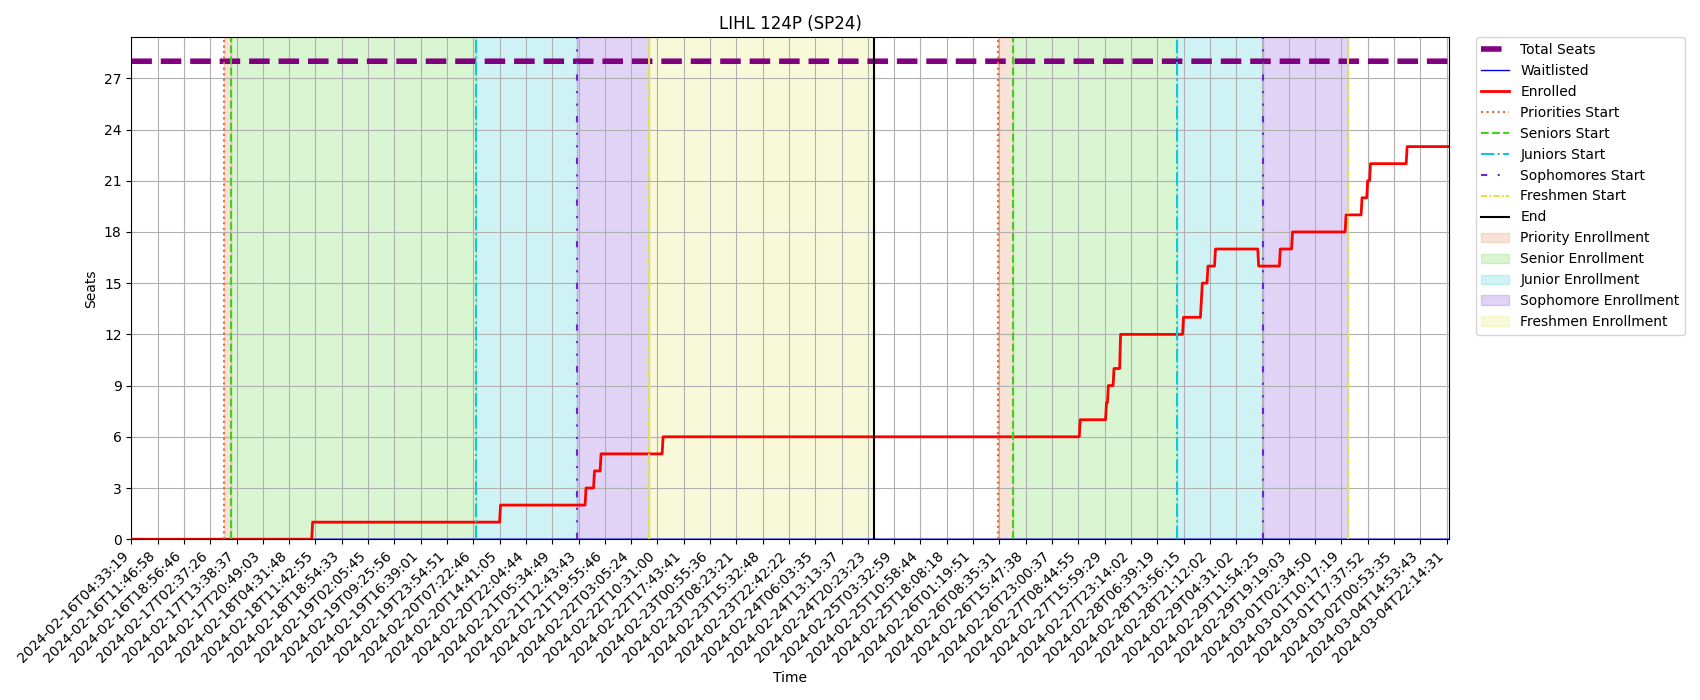 LIHL 124P (SP24)
Seats
27
24
21
18
15
12
9
6
3
0
2024-02-16T04:33:19
2024-02-16T11:46:58
2024-02-16T18:56:46
2024-02-17T02:37:26
2024-02-17T13:38:37
2024-02-17T20:49:03
2024-02-18T04:31:48
2024-02-18T11:42:55
2024-02-18T18:54:33
2024-02-19T02:05:45
2024-02-19T09:25:56
2024-02-19T16:39:01
2024-02-19T23:54:51
2024-02-20T07:22:46
2024-02-20T14:41:05
2024-02-21T05:34:49
2024-02-21T12:43:43
2024-02-21T19:55:46
2024-02-22T03:05:24
2024-02-22T10:31:00
2024-02-22T17:43:41
2024-02-23T00:55:36
2024-02-23T08:23:21
2024-02-23T15:32:48
2024-02-23T22:42:22
2024-02-24T06:03:35
2024-02-24T13:13:37
2024-02-24T20:23:23
2024-02-25T03:32:59
2024-02-25T10:58:44
2024-02-25T18:08:18
2024-02-26T01:19:51
2024-02-26T08:35:31
2024-02-26T15:47:38
2024-02-26T23:00:37
2024-02-27T08:44:55
2024-02-27T15:59:29
2024-02-27T23:14:02
2024-02-28T06:39:19
2024-02-28T13:56:15
2024-02-28T21:12:02
2024-02-29T04:31:02
2024-02-29T11:54:25
2024-02-29T19:19:03
2024-03-01T02:34:50
2024-03-01T10:17:19
2024-03-01T17:37:52
2024-03-02T00:53:35
2024-03-04T14:53:43
2024-03-04T22:14:31
Time
Total Seats
Waitlisted
Enrolled
Priorities Start
Seniors Start
Juniors Start
Sophomores Start
Freshmen Start
End
Priority Enrollment
Senior Enrollment
Junior Enrollment
Sophomore Enrollment
Freshmen Enrollment